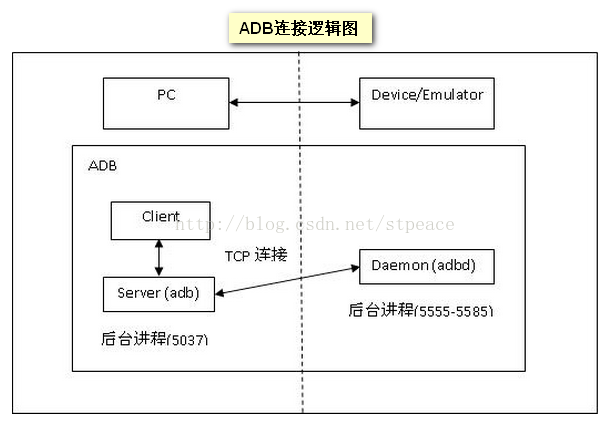 ADB连接逻辑图
PC
Device/Emulator
ADB
Client
http://blog.csdn.net/stpeace
TCP 连接
Server (adb)
Daemon (adbd)
后台进程(5037)
后台进程(5555-5585)